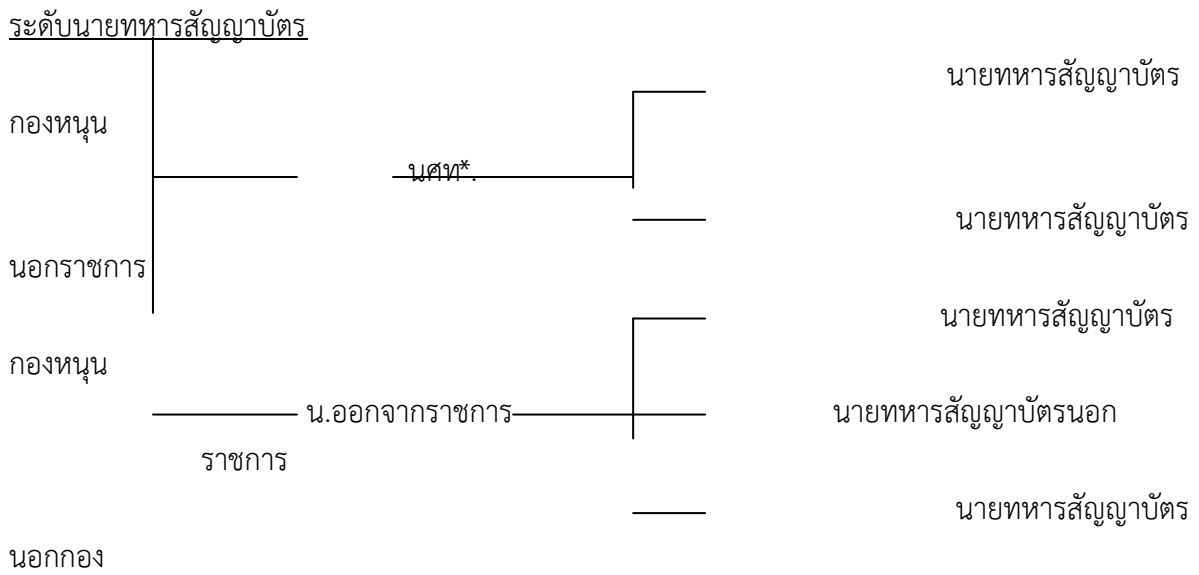 ระดับนายทหารสัญญาบัตร
นายทหารสัญญาบัตร
กองหนุน
นศท*.
นายทหารสัญญาบัตร
นอกราชการ
นายทหารสัญญาบัตร
กองหนุน
น.ออกจากราชการ นายทหารสัญญาบัตรนอก
ราชการ
นายทหารสัญญาบัตร
นอกกอง